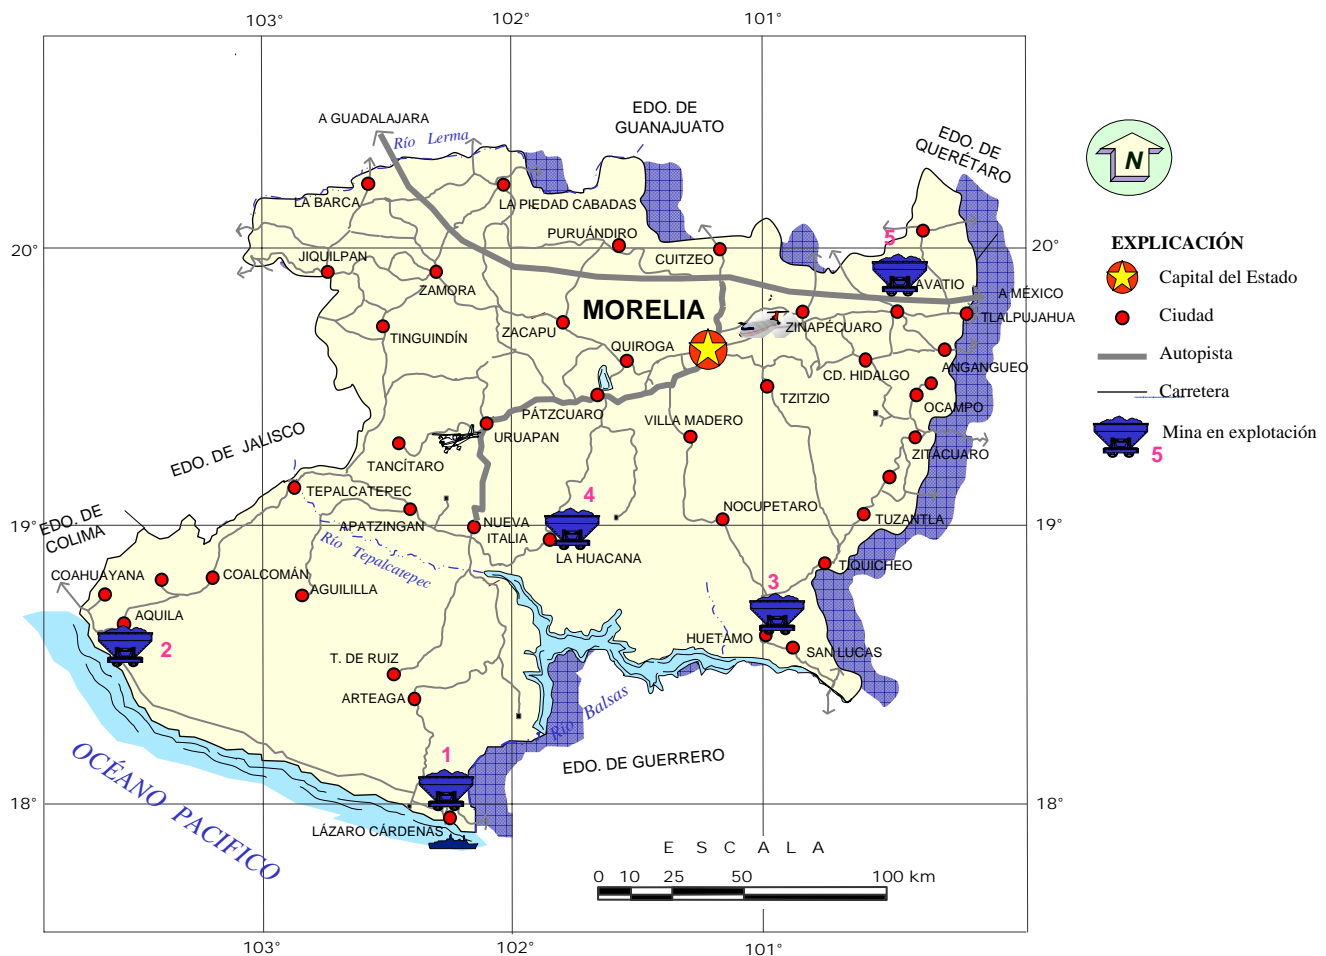 103°
102°
101°
A GUADALAJARA
Río Lerma
EDO. DE
GUANAJUATO
EDO. DE
QUERÉTARO
N
LA BARCA
LA PIEDAD CABADAS
PURUÁNDIRO
CUITZEO
5
20°
20°
JIQUILPAN
ZAMORA
EXPLICACIÓN
Capital del Estado
Ciudad
Autopista
Carretera
Mina en explotación
5
AVATIO
A MÉXICO
TLALPUJAHUA
MORELIA
ZINAPÉCUARO
TINGUINDÍN
ZACAPU
QUIROGA
ANGANGUEO
CD. HIDALGO
TZITZIO
OCAMPO
PÁTZCUARO
VILLA MADERO
URUAPAN
ZITÁCUARO
EDO. DE JALISCO
TANCÍTARO
TEPALCATEPEC
4
NOCUPETARO
EDO. DE
COLIMA
APATZINGAN
NUEVA
ITALIA
TUZANTLA
19°
19°
Río Tepalcatepec
LA HUACANA
TIQUICHEO
COAHUAYANA
COALCOMÁN
AGUILILLA
3
AQUILA
2
HUETAMO
SAN LUCAS
T. DE RUIZ
ARTEAGA
Río Balsas
1
EDO. DE GUERRERO
OCÉANO PACIFICO
18°
18°
LÁZARO CÁRDENAS
E S C A L A
0 10 25 50 100 km
103°
102°
101°